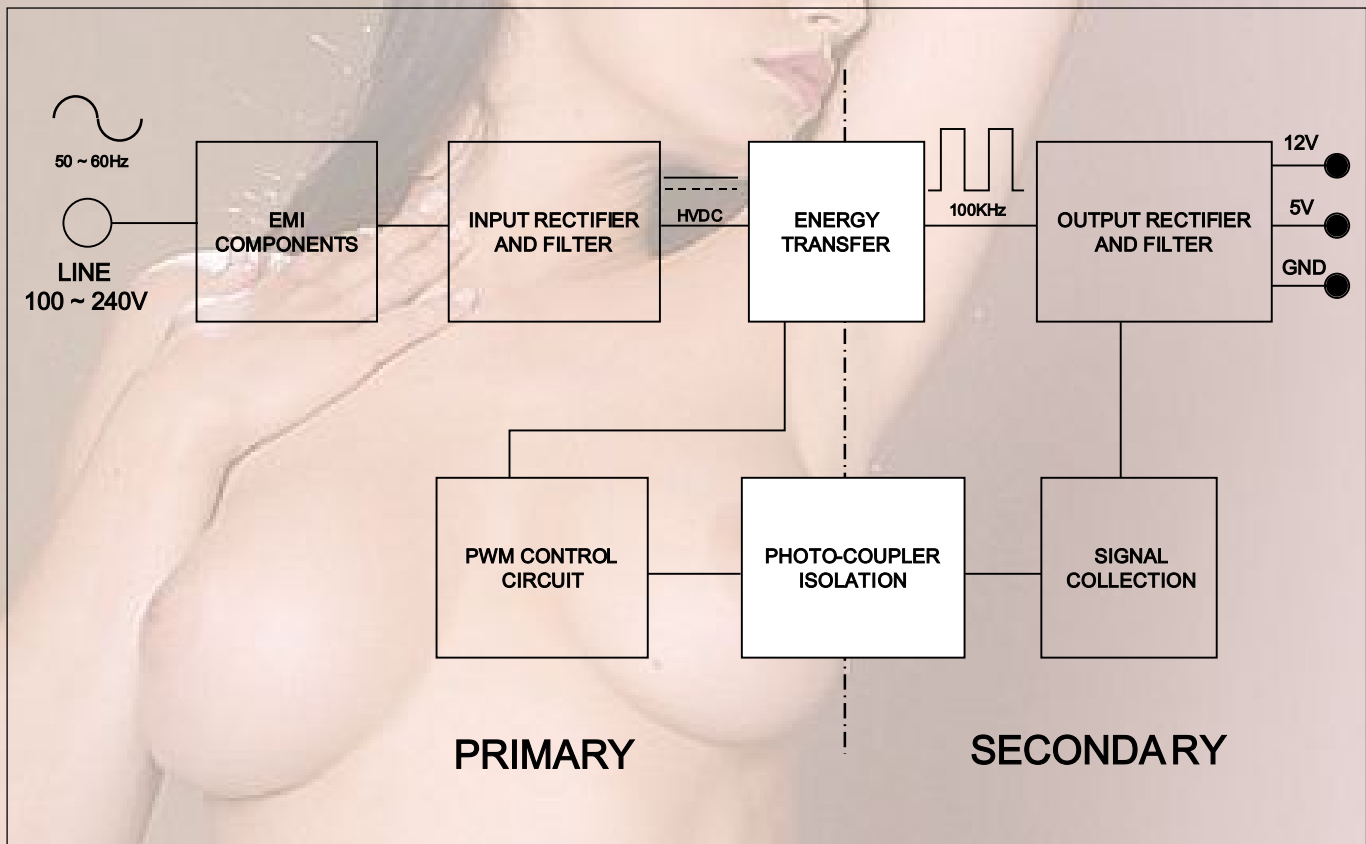 50 ~ 60Hz
LINE
100 ~ 240V
EMI
COMPONENTS
INPUT RECTIFIER
AND FILTER
HVDC
ENERGY
TRANSFER
100KHz
OUTPUT RECTIFIER
AND FILTER
12V
5V
GND
PWM CONTROL
CIRCUIT
PHOTO-COUPLER
ISOLATION
SIGNAL
COLLECTION
PRIMARY
SECONDARY